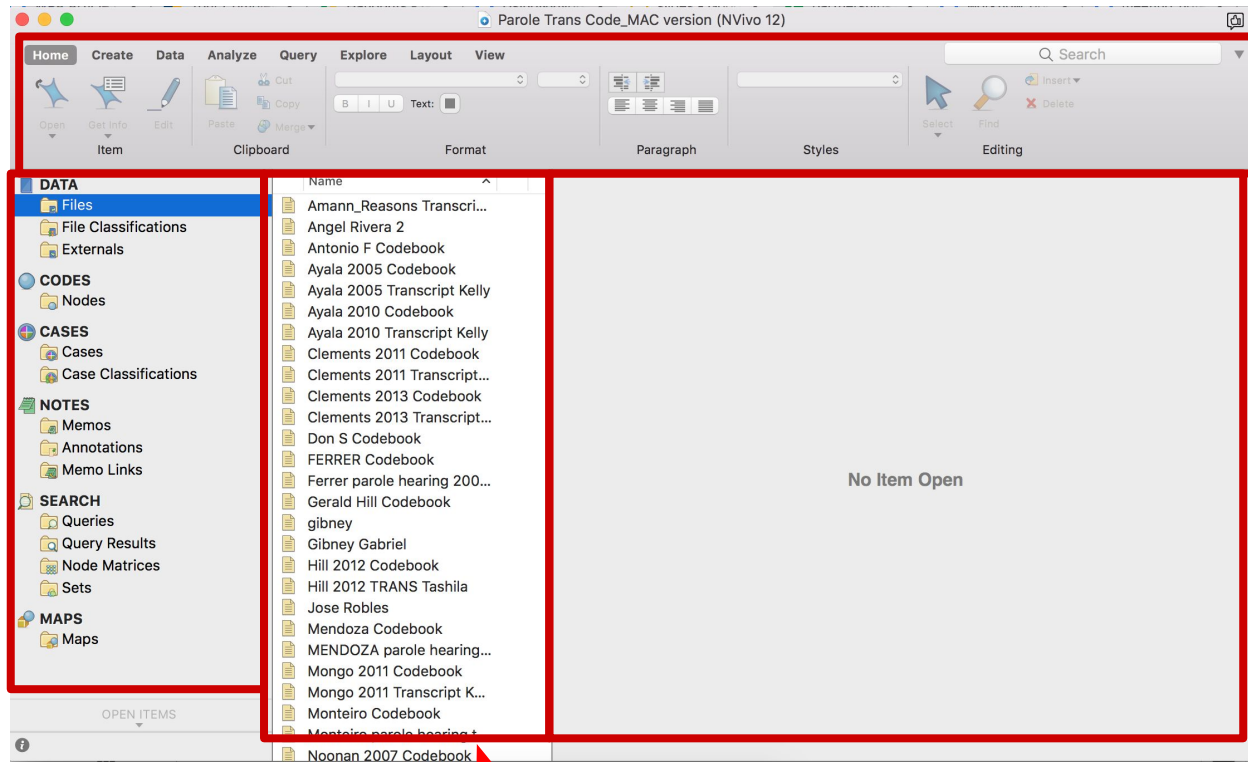 Parole Trans Code_MAC version (NVivo 12)
Home Create Data Analyze Query Explore Layout View Search
Open Get Info Edit Paste Cut
Copy
Merge
B I U Text:
Select Find Insert
Delete
Item Clipboard Format Paragraph Styles Editing
DATA
Files
File Classifications
Externals
CODES
Nodes
CASES
Cases
Case Classifications
NOTES
Memos
Annotations
Memo Links
SEARCH
Queries
Query Results
Node Matrices
Sets
MAPS
Maps
OPEN ITEMS
Name
Amann_Reasons Transcri...
Angel Rivera 2
Antonio F Codebook
Ayala 2005 Codebook
Ayala 2005 Transcript Kelly
Ayala 2010 Codebook
Ayala 2010 Transcript Kelly
Clements 2011 Codebook
Clements 2011 Transcript...
Clements 2013 Codebook
Clements 2013 Transcript...
Don S Codebook
FERRER Codebook
Ferrer parole hearing 200...
Gerald Hill Codebook
gibney
Gibney Gabriel
Hill 2012 Codebook
Hill 2012 TRANS Tashila
Jose Robles
Mendoza Codebook
MENDOZA parole hearing...
Mongo 2011 Codebook
Mongo 2011 Transcript K...
Monteiro Codebook
Monteiro parole hearing t
Noonan 2007 Codebook
No Item Open